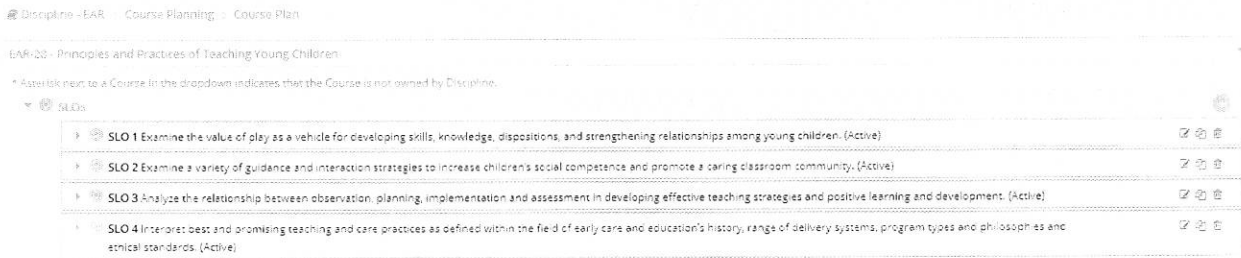 Discipline - EAR > Course Planning > Course Plan
EAR-28 - Principles and Practices of Teaching Young Children
* Asterisk next to a Course in the dropdown indicates that the Course is not owned by Discipline.
SLOs
SLO 1 Examine the value of play as a vehicle for developing skills, knowledge, dispositions, and strengthening relationships among young children. (Active)
SLO 2 Examine a variety of guidance and interaction strategies to increase children's social competence and promote a caring classroom community. (Active)
SLO 3 Analyze the relationship between observation, planning, implementation and assessment in developing effective teaching strategies and positive learning and development. (Active)
SLO 4 Interpret best and promising teaching and care practices as defined within the field of early care and education's history, range of delivery systems, program types and philosophies and
ethical standards. (Active)